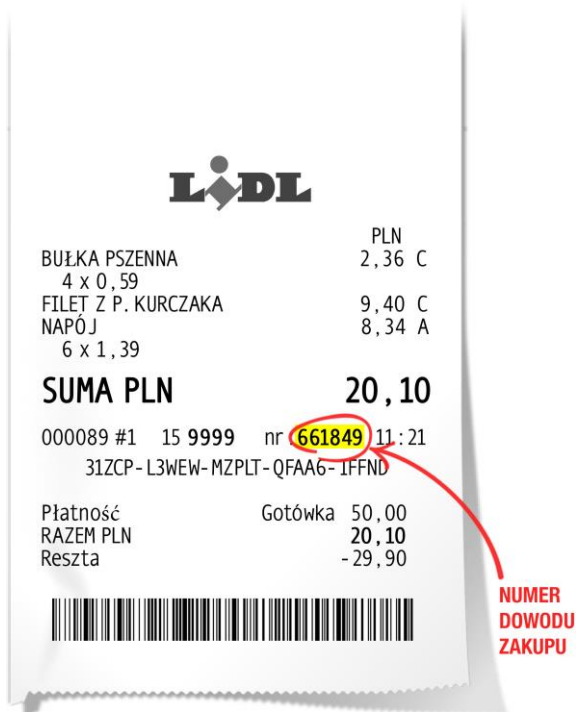 LIDL
PLN
BUŁKA PSZENNA 2,36 C
4 x 0,59
FILET Z P. KURCZAKA 9,40 C
NAPÓJ 8,34 A
6 x 1,39
SUMA PLN 20,10
000089 #1 15 9999 nr 661849 11:21
31ZCP-L3WEW-MZPLT-QFAA6-IFFND
Płatność Gotówka 50,00
RAZEM PLN 20,10
Reszta -29,90
NUMER
DOWODU
ZAKUPU